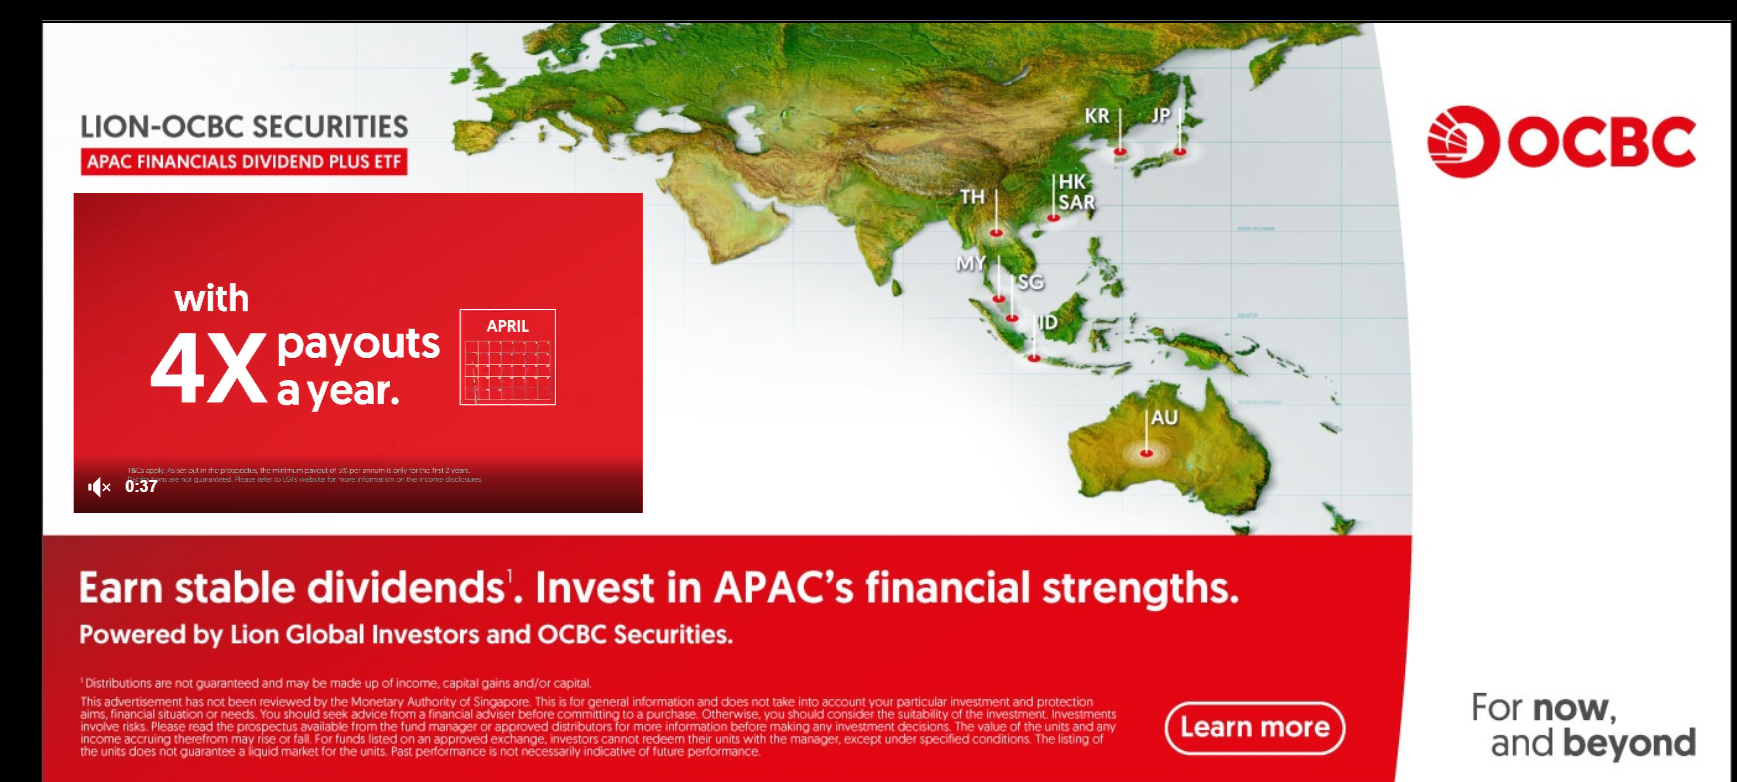 LION-OCBC SECURITIES
APAC FINANCIALS DIVIDEND PLUS ETF
with
4X payouts
a year.
APRIL
T&Cs apply. As set out in the prospectus, the minimum payout of 5% per annum is only for the first 2 years.
are not guaranteed. Please refer to LGI's website for more information on the income disclosures.
0:37
KR
JP
HK
SAR
TH
MY
SG
ID
AU
OCBC
Earn stable dividends¹. Invest in APAC's financial strengths.
Powered by Lion Global Investors and OCBC Securities.
¹ Distributions are not guaranteed and may be made up of income, capital gains and/or capital.
This advertisement has not been reviewed by the Monetary Authority of Singapore. This is for general information and does not take into account your particular investment and protection
aims, financial situation or needs. You should seek advice from a financial adviser before committing to a purchase. Otherwise, you should consider the suitability of the investment. Investments
involve risks. Please read the prospectus available from the fund manager or approved distributors for more information before making any investment decisions. The value of the units and any
income accruing therefrom may rise or fall. For funds listed on an approved exchange, investors cannot redeem their units with the manager, except under specified conditions. The listing of
the units does not guarantee a liquid market for the units. Past performance is not necessarily indicative of future performance.
Learn more
For now,
and beyond